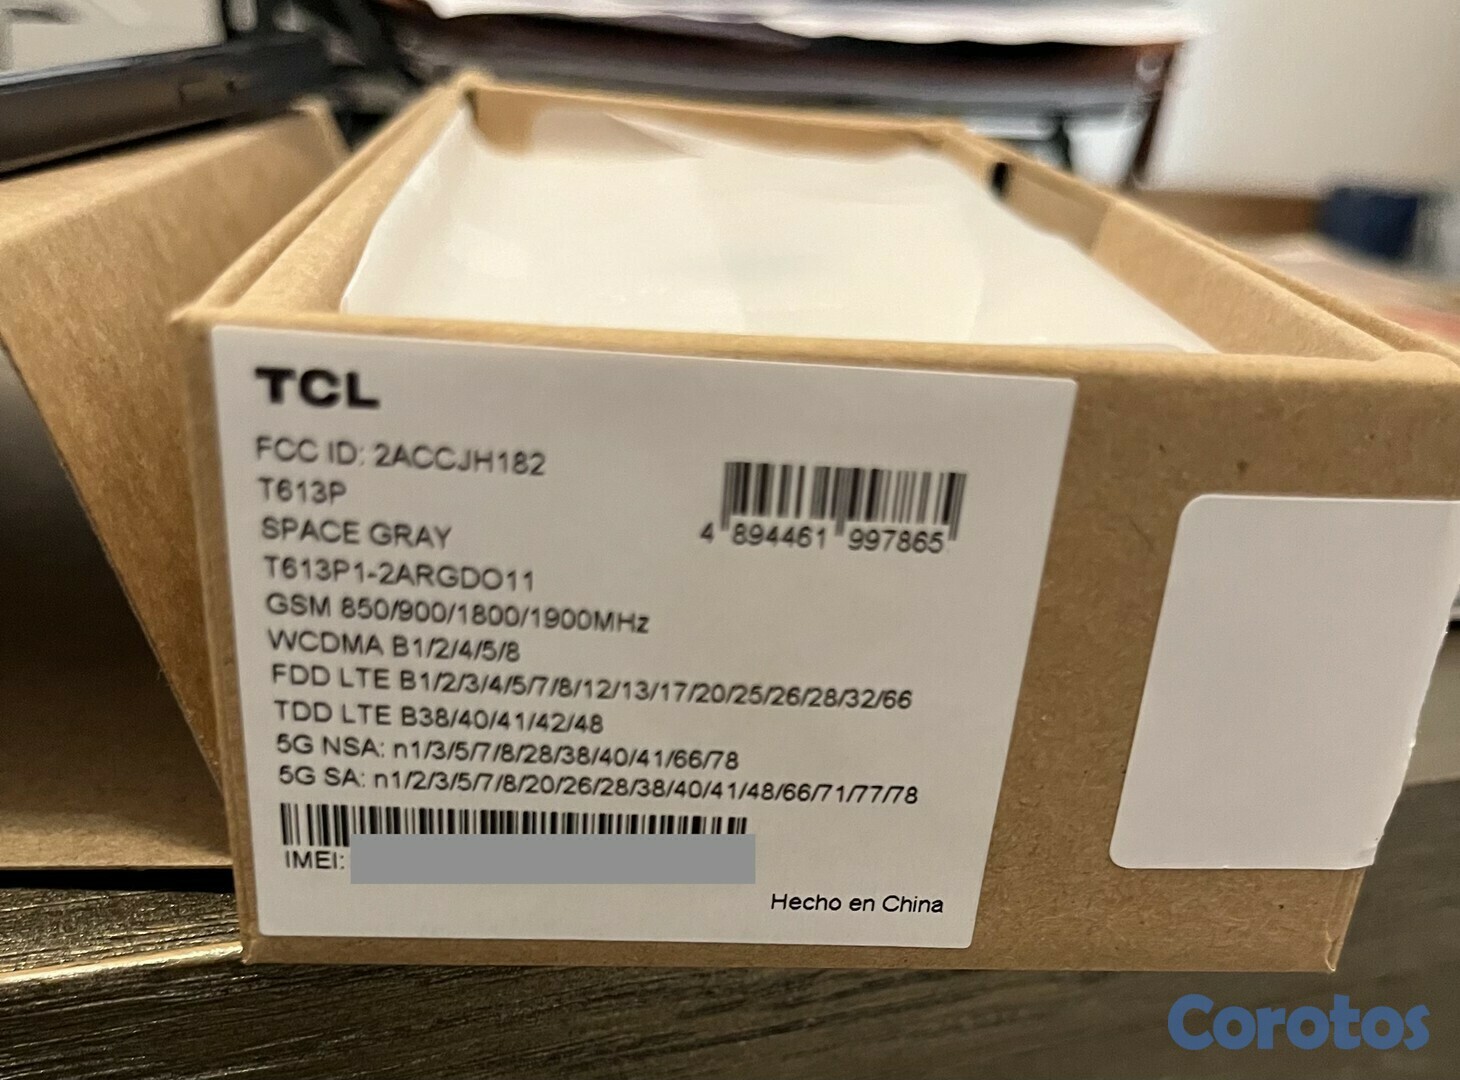 TCL
FCC ID: 2ACCJH182
T613P
SPACE GRAY
T613P1-2ARGDO11
GSM 850/900/1800/1900MHz
WCDMA B1/2/4/5/8
FDD LTE B1/2/3/4/5/7/8/12/13/17/20/25/26/28/32/66
TDD LTE B38/40/41/42/48
5G NSA: n1/3/5/7/8/28/38/40/41/66/78
5G SA: n1/2/3/5/7/8/20/26/28/38/40/41/48/66/71/77/78
IMEI:
4 894461 997865
Hecho en China
Corotos